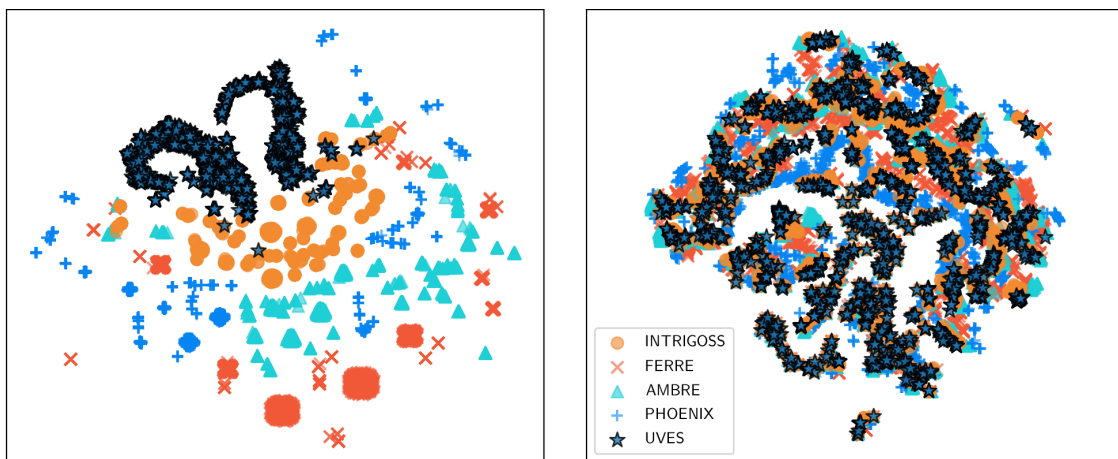 INTRIGOSS
FERRE
AMBRE
PHOENIX
UVES